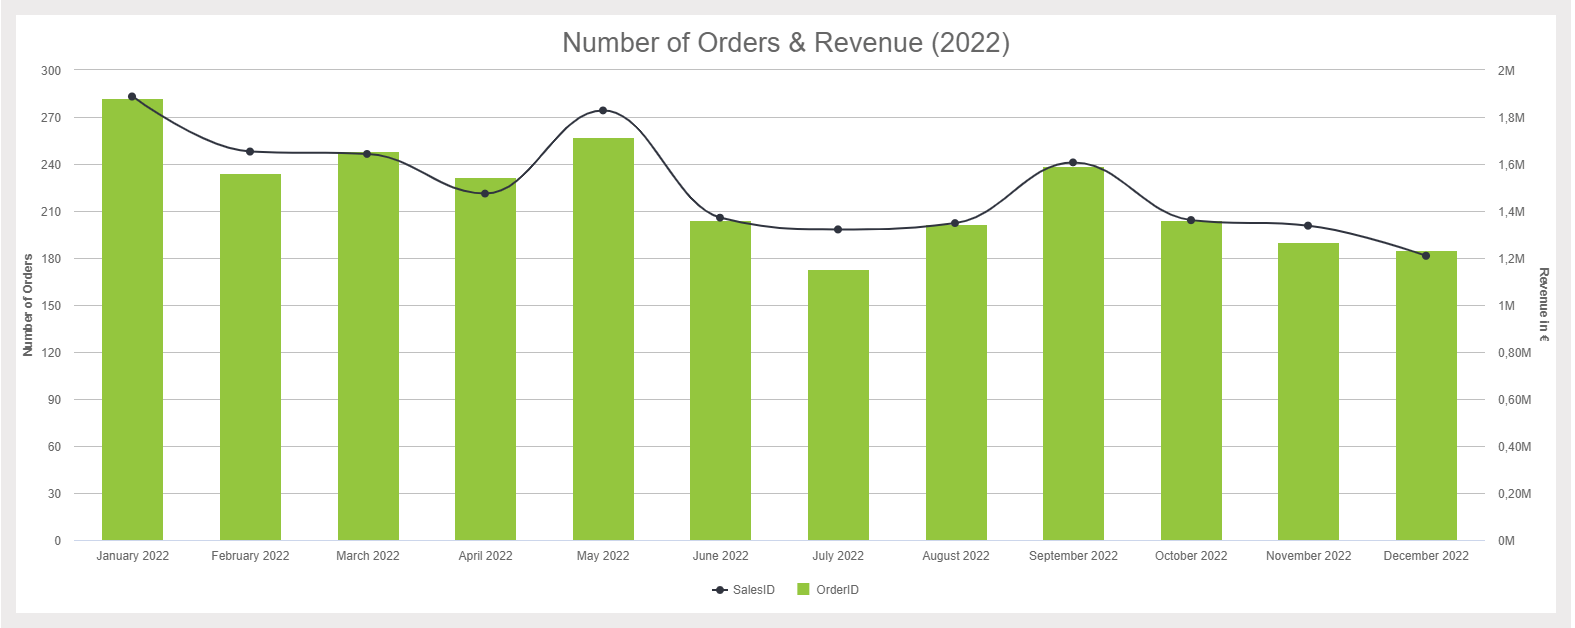 Number of Orders & Revenue (2022)
300
270
240
210
180
150
120
90
60
30
0
Number of Orders
2M
1,8M
1,6M
1,4M
1,2M
1M
0,80M
0,60M
0,40M
0,20M
0M
Revenue in €
January 2022
February 2022
March 2022
April 2022
May 2022
June 2022
July 2022
August 2022
September 2022
October 2022
November 2022
December 2022
SalesID
OrderID